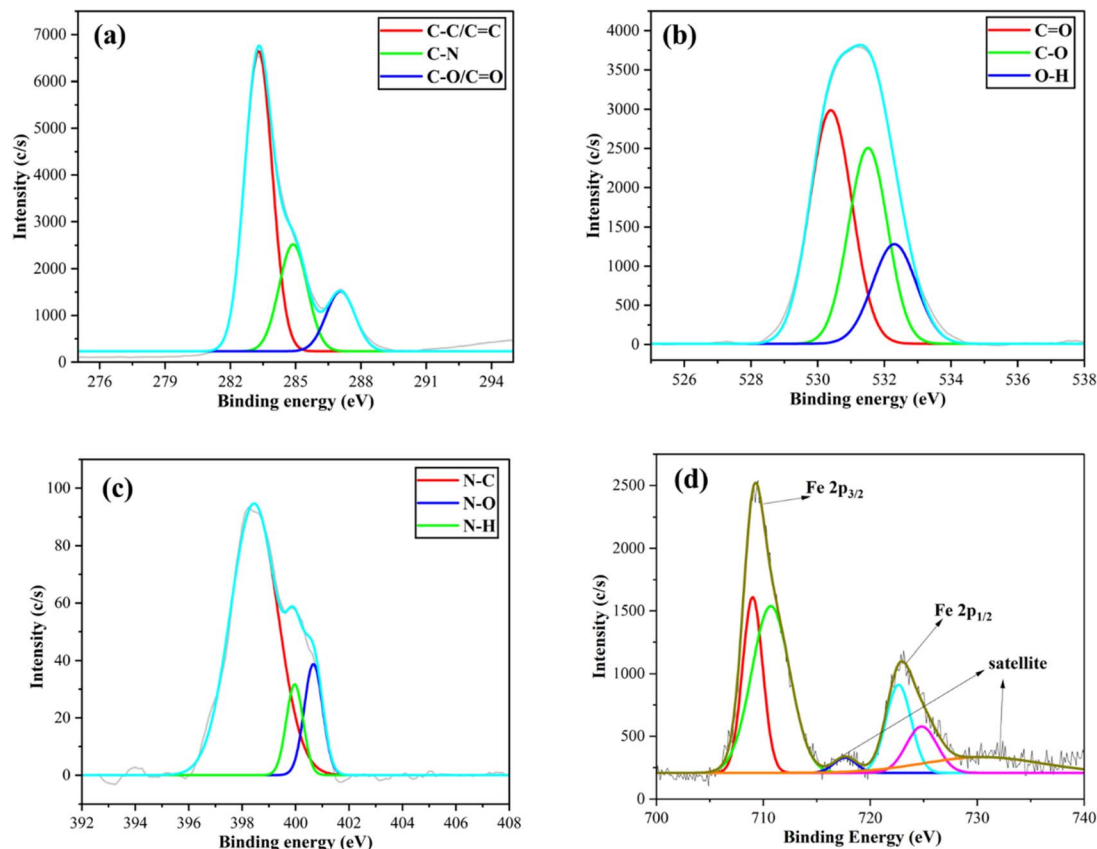 (a)
C-C/C=C
C-N
C-O/C=O
Intensity (c/s)
7000
6000
5000
4000
3000
2000
1000
0
276 279 282 285 288 291 294
Binding energy (eV)
(b)
C=O
C-O
O-H
Intensity (c/s)
4000
3500
3000
2500
2000
1500
1000
500
0
526 528 530 532 534 536 538
Binding energy (eV)
(c)
N-C
N-O
N-H
Intensity (c/s)
100
80
60
40
20
0
392 394 396 398 400 402 404 406 408
Binding energy (eV)
(d)
Fe 2p3/2
Fe 2p1/2
satellite
Intensity (c/s)
2500
2000
1500
1000
500
0
700 710 720 730 740
Binding Energy (eV)